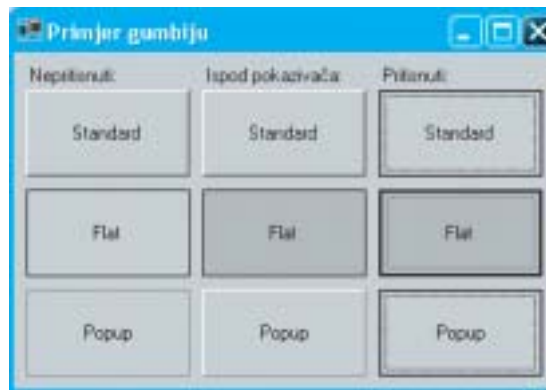 Primjer gumbiju
Nepritisnuti: Ispod pokazivača: Pritisnuti:
Standard Standard Standard
Flat Flat Flat
Popup Popup Popup